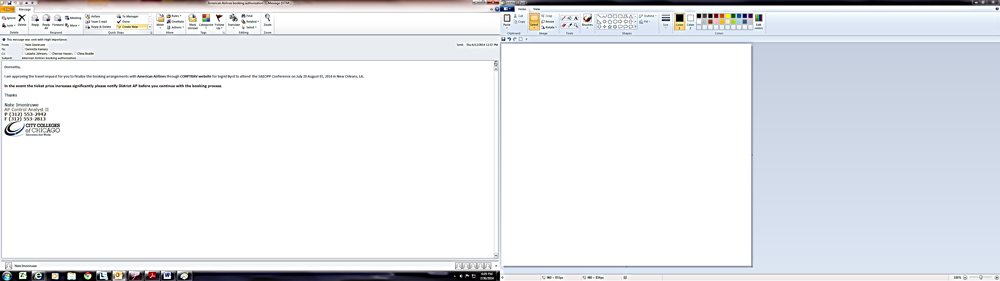 American Airlines booking authorization - Message (HTML)
File
Message
Ignore
Junk
Delete
Delete
Reply
Reply
All
Forward
Meeting
More
Respond
Airfare
Team E-mail
Reply & Delete
To Manager
Done
Create New
Quick Steps
Move
Rules
OneNote
Actions
Move
Mark
Unread
Categorize
Follow
Up
Tags
Translate
Find
Related
Select
Editing
Zoom
Zoom
This message was sent with High importance.
From: Nate Imoniruwe
Sent: Thu 6/12/2014 12:57 PM
To: Donnetta Ramsey
Cc: Latasha Johnson; Cherrise Harper; China Bouldin
Subject: American Airlines booking authorization
Donnetta,
I am approving the travel request for you to finalize the booking arrangements with American Airlines through CORPTRAV website for Ingrid Byrd to attend the SAEOPP Conference on July 29 August 01, 2014 in New Orleans, LA.
In the event the ticket price increases significantly please notify District AP before you continue with the booking process.
Thanks
Nate Imoniruwe
AP Control Analyst II
P (312) 553-2942
F (312) 553-2813
CITY COLLEGES
of CHICAGO
Education that Works
Nate Imoniruwe
6:09 PM
7/30/2014
Untitled - Paint
Home
View
Paste
Cut
Copy
Clipboard
Select
Crop
Resize
Rotate
Image
A
Tools
Brushes
Outline
Fill
Shapes
Size
Color
1
Color
2
Edit
colors
Colors
960 × 853px
960 × 854px
100%